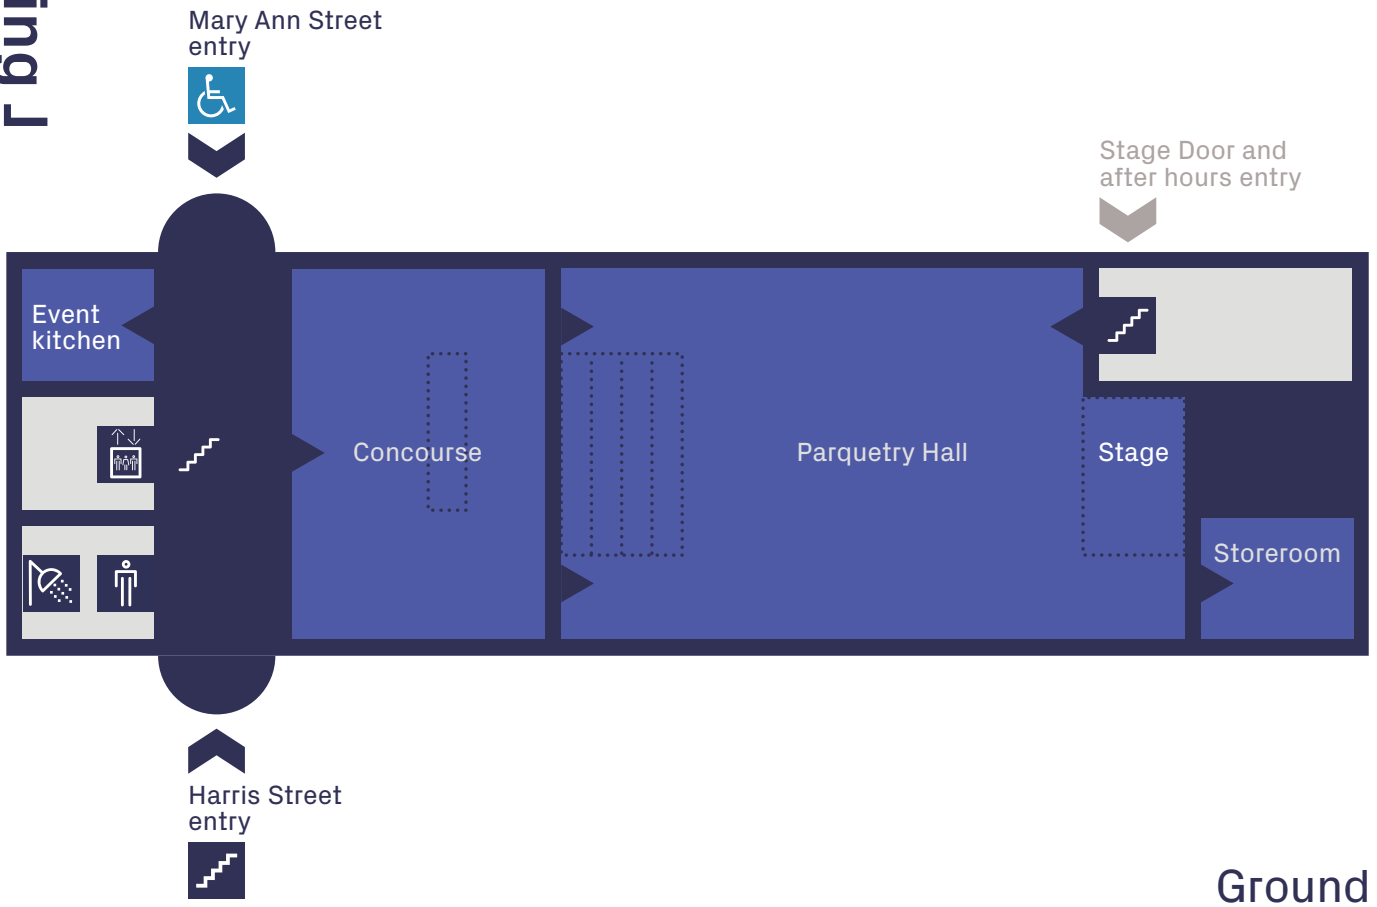 ing J
Mary Ann Street
entry
Stage Door and
after hours entry
Event
kitchen
Concourse
Parquetry Hall
Stage
Storeroom
Harris Street
entry
Ground